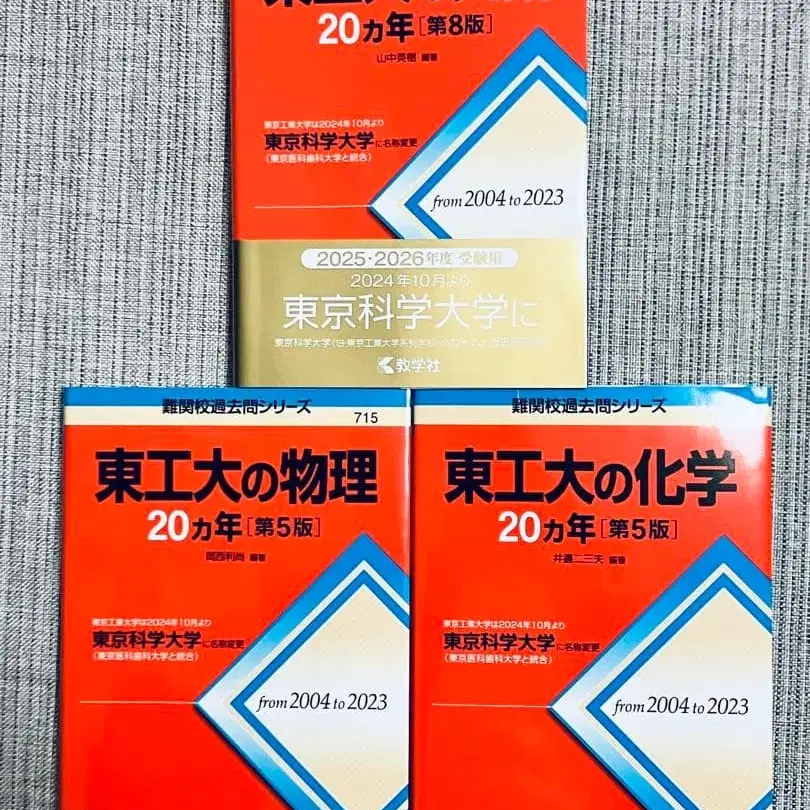 20カ年[第8版]
山中英樹 編著
東京工業大学は2024年10月より
東京科学大学に名称変更
(東京医科歯科大学と統合)
from 2004 to 2023
2025・2026年度 受験用
2024年10月より
東京科学大学に
教学社
難関校過去問シリーズ
715
東工大の物理
20カ年[第5版]
岡西利尚 編著
東京工業大学は2024年10月より
東京科学大学に名称変更
(東京医科歯科大学と統合)
from 2004 to 2023
難関校過去問シリーズ
東工大の化学
20カ年[第5版]
井邊二三夫 編著
東京工業大学は2024年10月より
東京科学大学に名称変更
(東京医科歯科大学と統合)
from 2004 to 2023